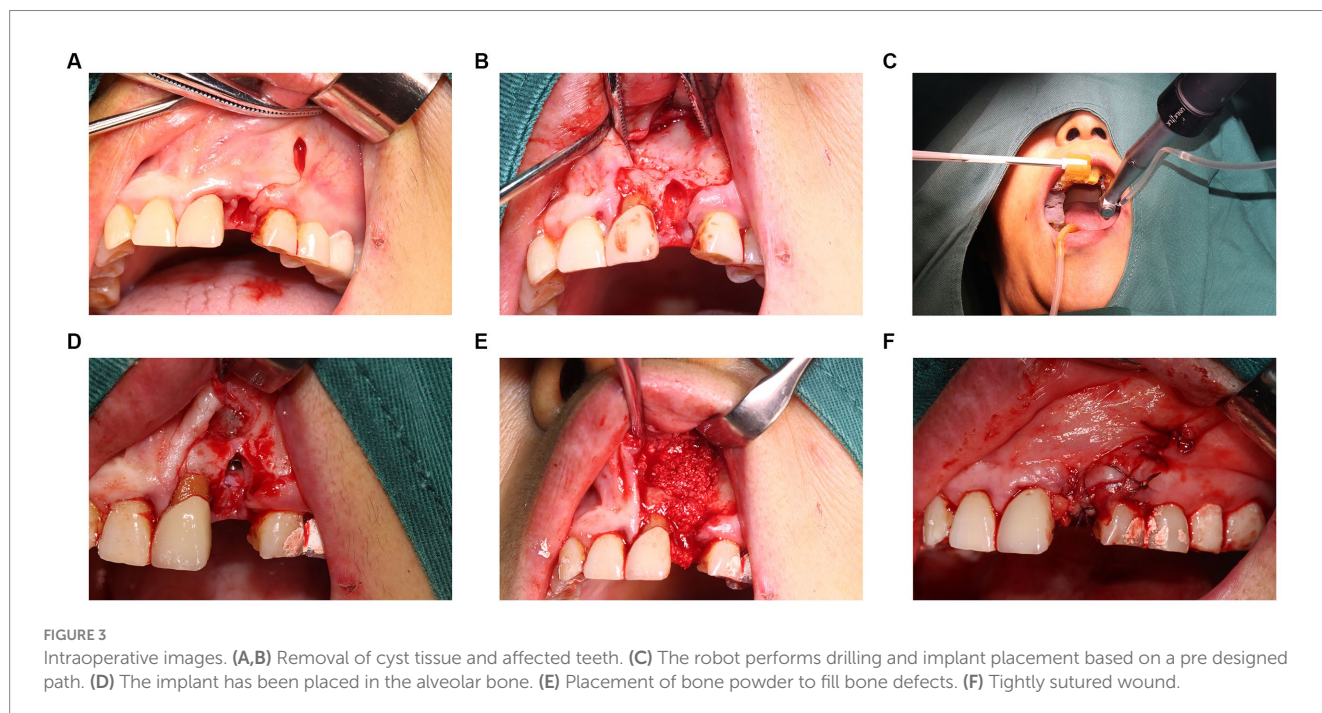 A
B
C
D
E
F
FIGURE 3
Intraoperative images. (A,B) Removal of cyst tissue and affected teeth. (C) The robot performs drilling and implant placement based on a pre designed
path. (D) The implant has been placed in the alveolar bone. (E) Placement of bone powder to fill bone defects. (F) Tightly sutured wound.